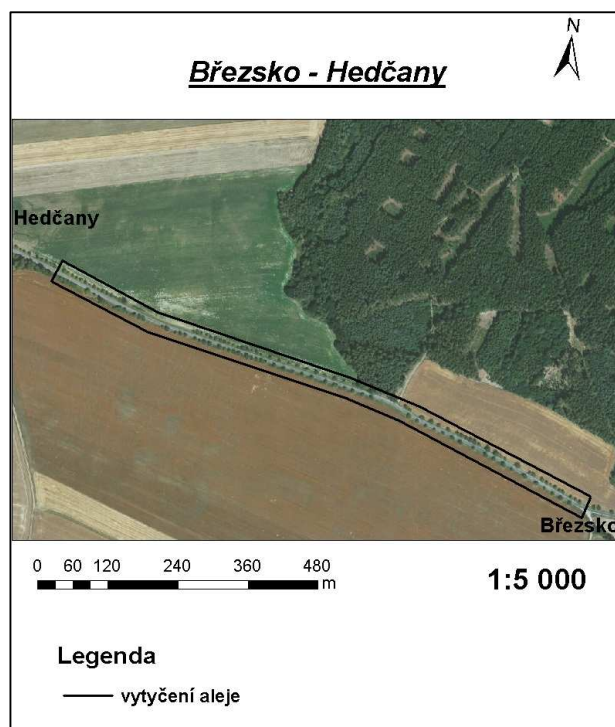 N
Březsko - Hedčany
Hedčany
Březsko
0 60 120 240 360 480
m
1:5 000
Legenda
vytyčení aleje